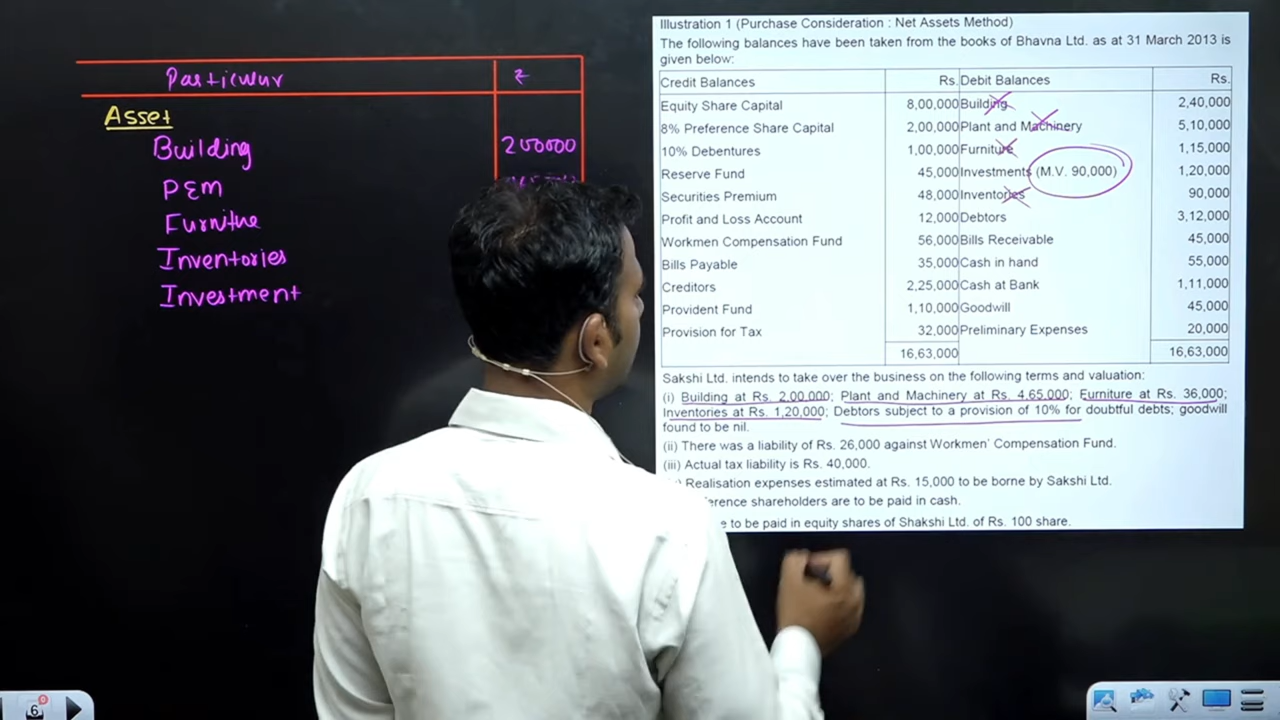 Particular ₹
Asset
Building 200000
P&M
Furniture
Inventories
Investment
Illustration 1 (Purchase Consideration : Net Assets Method)
The following balances have been taken from the books of Bhavna Ltd. as at 31 March 2013 is
given below:
Credit Balances Rs. Debit Balances Rs.
Equity Share Capital 8,00,000 Building 2,40,000
8% Preference Share Capital 2,00,000 Plant and Machinery 5,10,000
10% Debentures 1,00,000 Furniture 1,15,000
Reserve Fund 45,000 Investments (M.V. 90,000) 1,20,000
Securities Premium 48,000 Inventories 90,000
Profit and Loss Account 12,000 Debtors 3,12,000
Workmen Compensation Fund 56,000 Bills Receivable 45,000
Bills Payable 35,000 Cash in hand 55,000
Creditors 2,25,000 Cash at Bank 1,11,000
Provident Fund 1,10,000 Goodwill 45,000
Provision for Tax 32,000 Preliminary Expenses 20,000
16,63,000 16,63,000
Sakshi Ltd. intends to take over the business on the following terms and valuation:
(i) Building at Rs. 2,00,000; Plant and Machinery at Rs. 4,65,000; Furniture at Rs. 36,000;
Inventories at Rs. 1,20,000; Debtors subject to a provision of 10% for doubtful debts; goodwill
found to be nil.
(ii) There was a liability of Rs. 26,000 against Workmen' Compensation Fund.
(iii) Actual tax liability is Rs. 40,000.
Realisation expenses estimated at Rs. 15,000 to be borne by Sakshi Ltd.
erence shareholders are to be paid in cash.
e to be paid in equity shares of Shakshi Ltd. of Rs. 100 share.
6